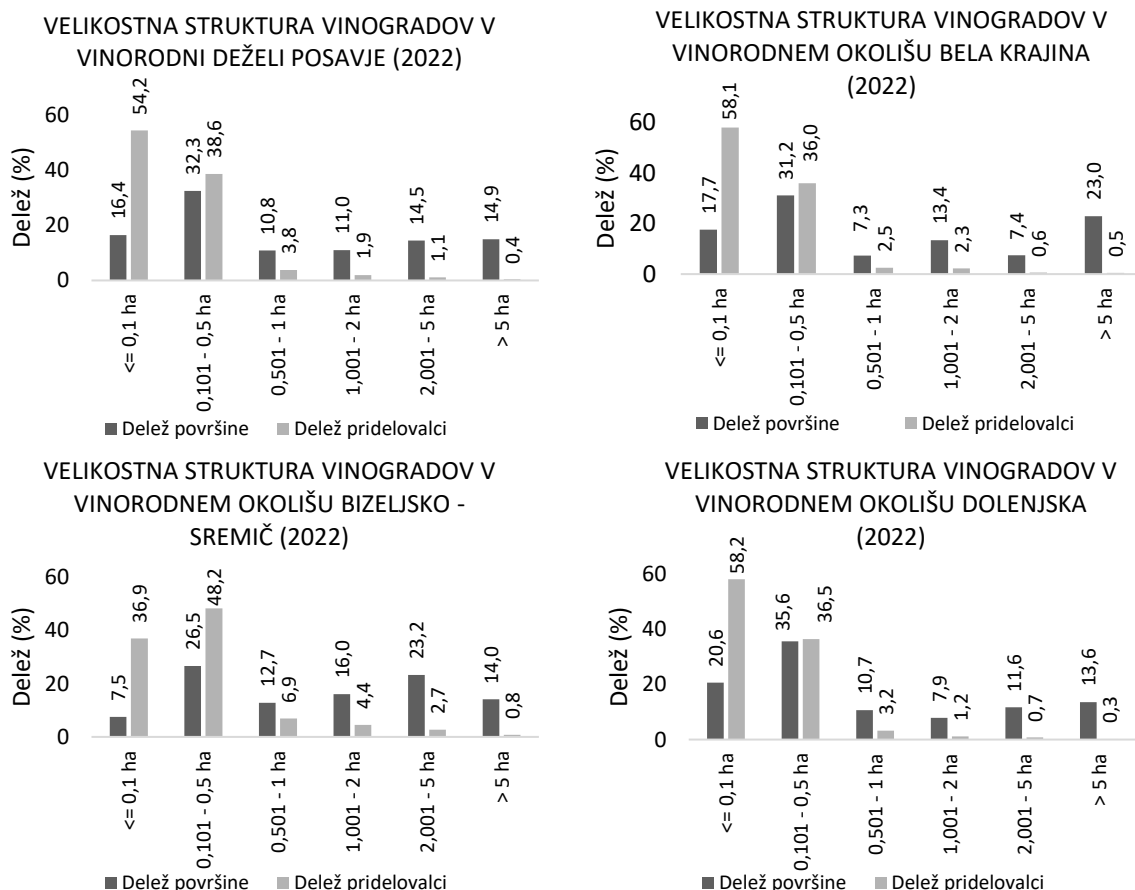 VELIKOSTNA STRUKTURA VINOGRADOV V
VINORODNI DEŽELI POSAVJE (2022)
Delež (%)
60
40
20
0
16,4
54,2
32,3
38,6
10,8
3,8
11,0
1,9
14,5
1,1
14,9
0,4
<= 0,1 ha
0,101 - 0,5 ha
0,501 - 1 ha
1,001 - 2 ha
2,001 - 5 ha
> 5 ha
Delež površine
Delež pridelovalci
VELIKOSTNA STRUKTURA VINOGRADOV V
VINORODNEM OKOLIŠU BELA KRAJINA
(2022)
Delež (%)
60
40
20
0
17,7
58,1
31,2
36,0
7,3
2,5
13,4
2,3
7,4
0,6
23,0
0,5
<= 0,1 ha
0,101 - 0,5 ha
0,501 - 1 ha
1,001 - 2 ha
2,001 - 5 ha
> 5 ha
Delež površine
Delež pridelovalci
VELIKOSTNA STRUKTURA VINOGRADOV V
VINORODNEM OKOLIŠU BIZELJSKO -
SREMIČ (2022)
Delež (%)
60
40
20
0
7,5
36,9
26,5
48,2
12,7
6,9
16,0
4,4
23,2
2,7
14,0
0,8
<= 0,1 ha
0,101 - 0,5 ha
0,501 - 1 ha
1,001 - 2 ha
2,001 - 5 ha
> 5 ha
Delež površine
Delež pridelovalci
VELIKOSTNA STRUKTURA VINOGRADOV V
VINORODNEM OKOLIŠU DOLENJSKA
(2022)
Delež (%)
60
40
20
0
20,6
58,2
35,6
36,5
10,7
3,2
7,9
1,2
11,6
0,7
13,6
0,3
<= 0,1 ha
0,101 - 0,5 ha
0,501 - 1 ha
1,001 - 2 ha
2,001 - 5 ha
> 5 ha
Delež površine
Delež pridelovalci